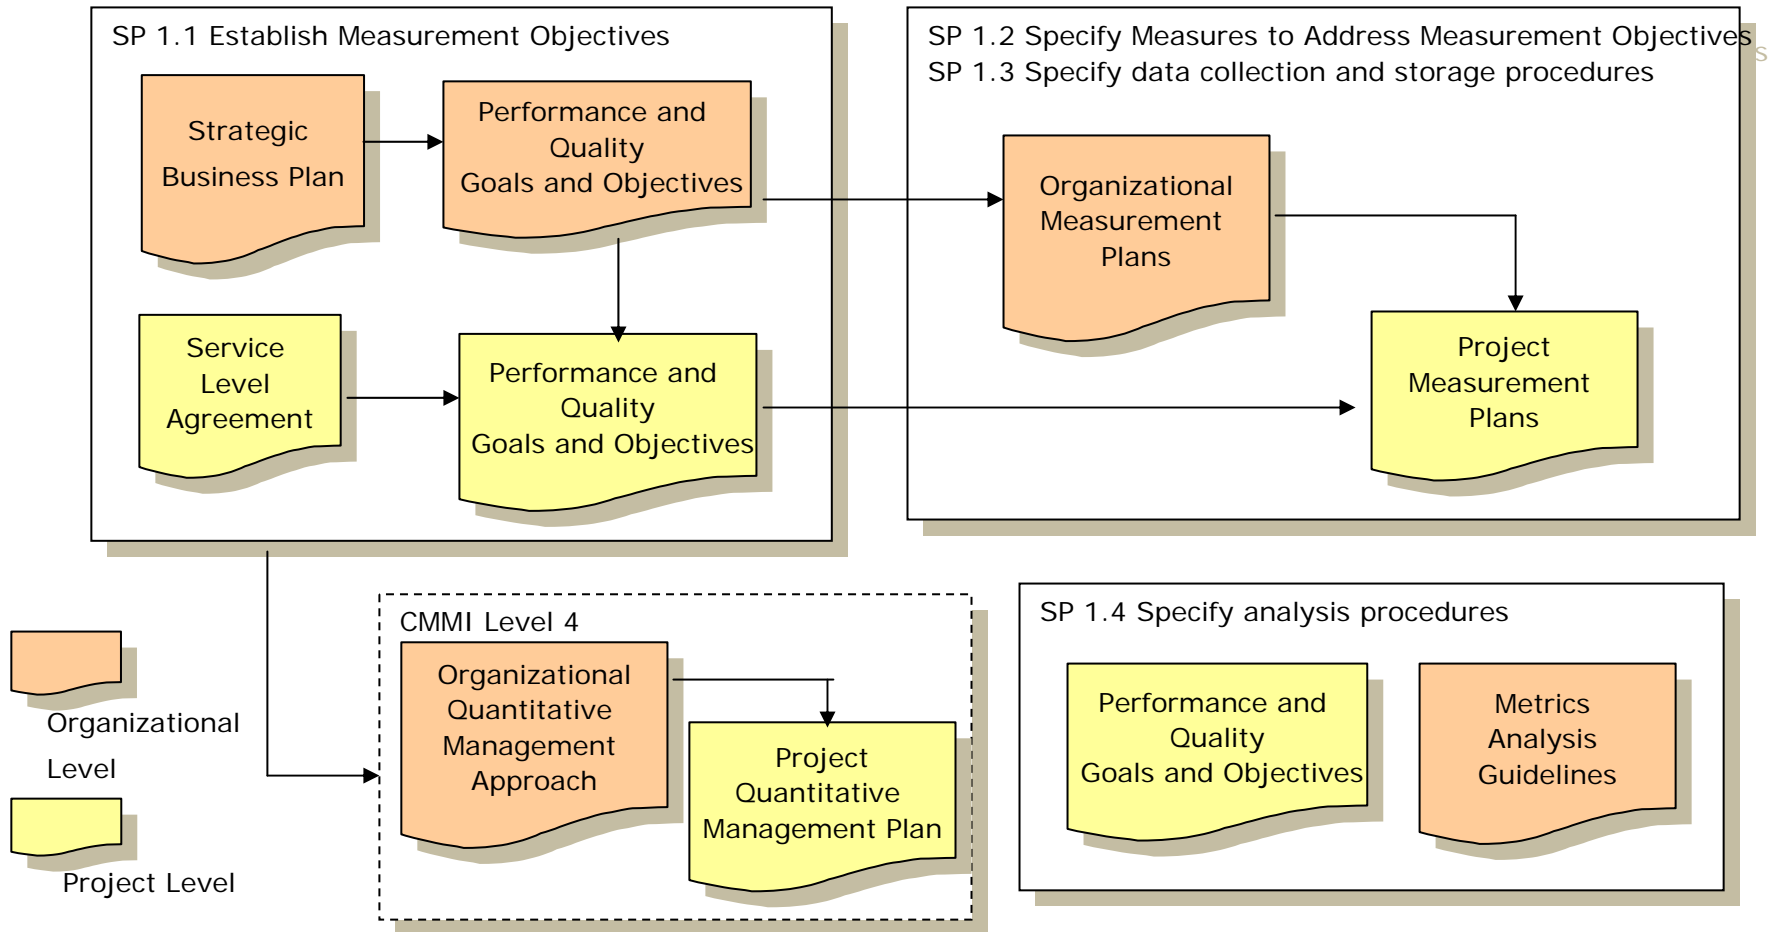 SP 1.1 Establish Measurement Objectives
Strategic
Business Plan
Performance and
Quality
Goals and Objectives
Service
Level
Agreement
Performance and
Quality
Goals and Objectives
SP 1.2 Specify Measures to Address Measurement Objectives
SP 1.3 Specify data collection and storage procedures
Organizational
Measurement
Plans
Project
Measurement
Plans
Organizational
Level
Project Level
CMMI Level 4
Organizational
Quantitative
Management
Approach
Project
Quantitative
Management Plan
SP 1.4 Specify analysis procedures
Performance and
Quality
Goals and Objectives
Metrics
Analysis
Guidelines